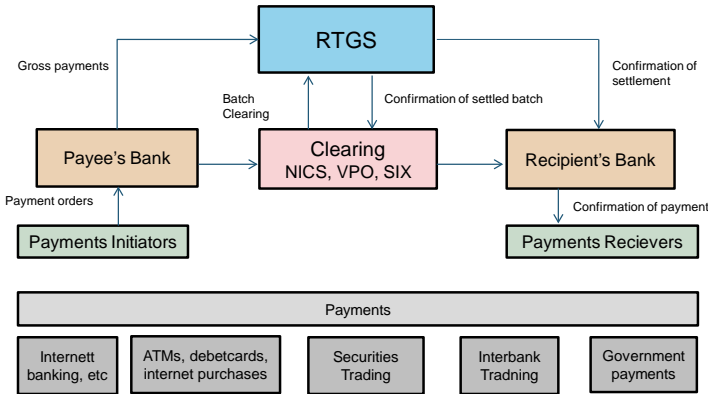 RTGS
Gross payments
Confirmation of
settlement
Batch
Clearing
Confirmation of settled batch
Payee's Bank
Clearing
NICS, VPO, SIX
Recipient's Bank
Payment orders
Confirmation of payment
Payments Initiators
Payments Recievers
Payments
Internett
banking, etc
ATMs, debetcards,
internet purchases
Securities
Trading
Interbank
Tradning
Government
payments